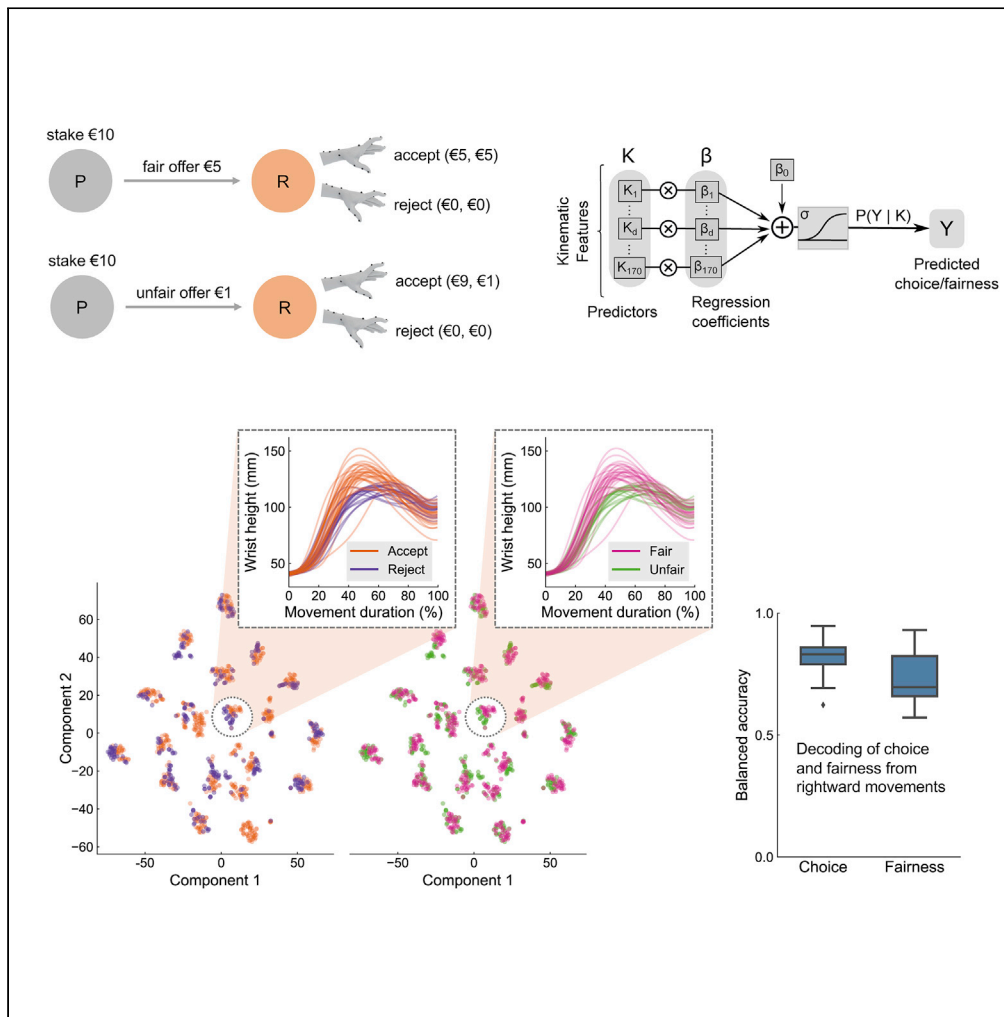 stake €10
P
fair offer €5
R
accept (€5, €5)
reject (€0, €0)
stake €10
P
unfair offer €1
R
accept (€9, €1)
reject (€0, €0)
Kinematic
Features
K
β
β0
K1
β1
Kd
βd
K170
β170
σ
P(Y | K)
Y
Predictors
Regression
coefficients
Predicted
choice/fairness
Wrist height (mm)
150
100
50
Accept
Reject
0 20 40 60 80 100
Movement duration (%)
Wrist height (mm)
150
100
50
Fair
Unfair
0 20 40 60 80 100
Movement duration (%)
Component 2
60
40
20
0
−20
−40
−60
−50 0 50
Component 1
−50 0 50
Component 1
Balanced accuracy
1.0
0.5
0.0
Decoding of choice
and fairness from
rightward movements
Choice Fairness